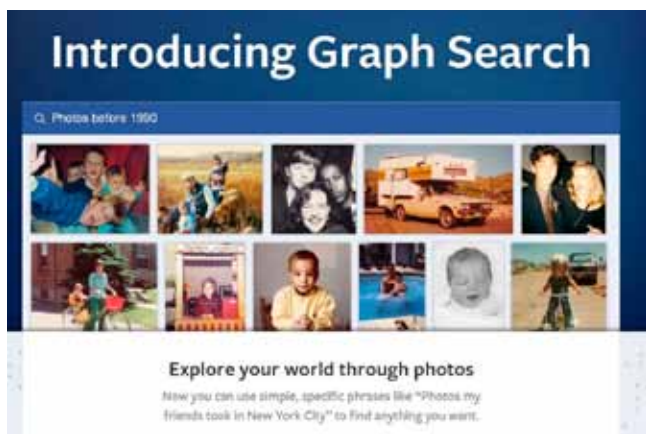 Introducing Graph Search
Photos before 1990
Explore your world through photos
Now you can use simple, specific phrases like "Photos my
friends took in New York City" to find anything you want.